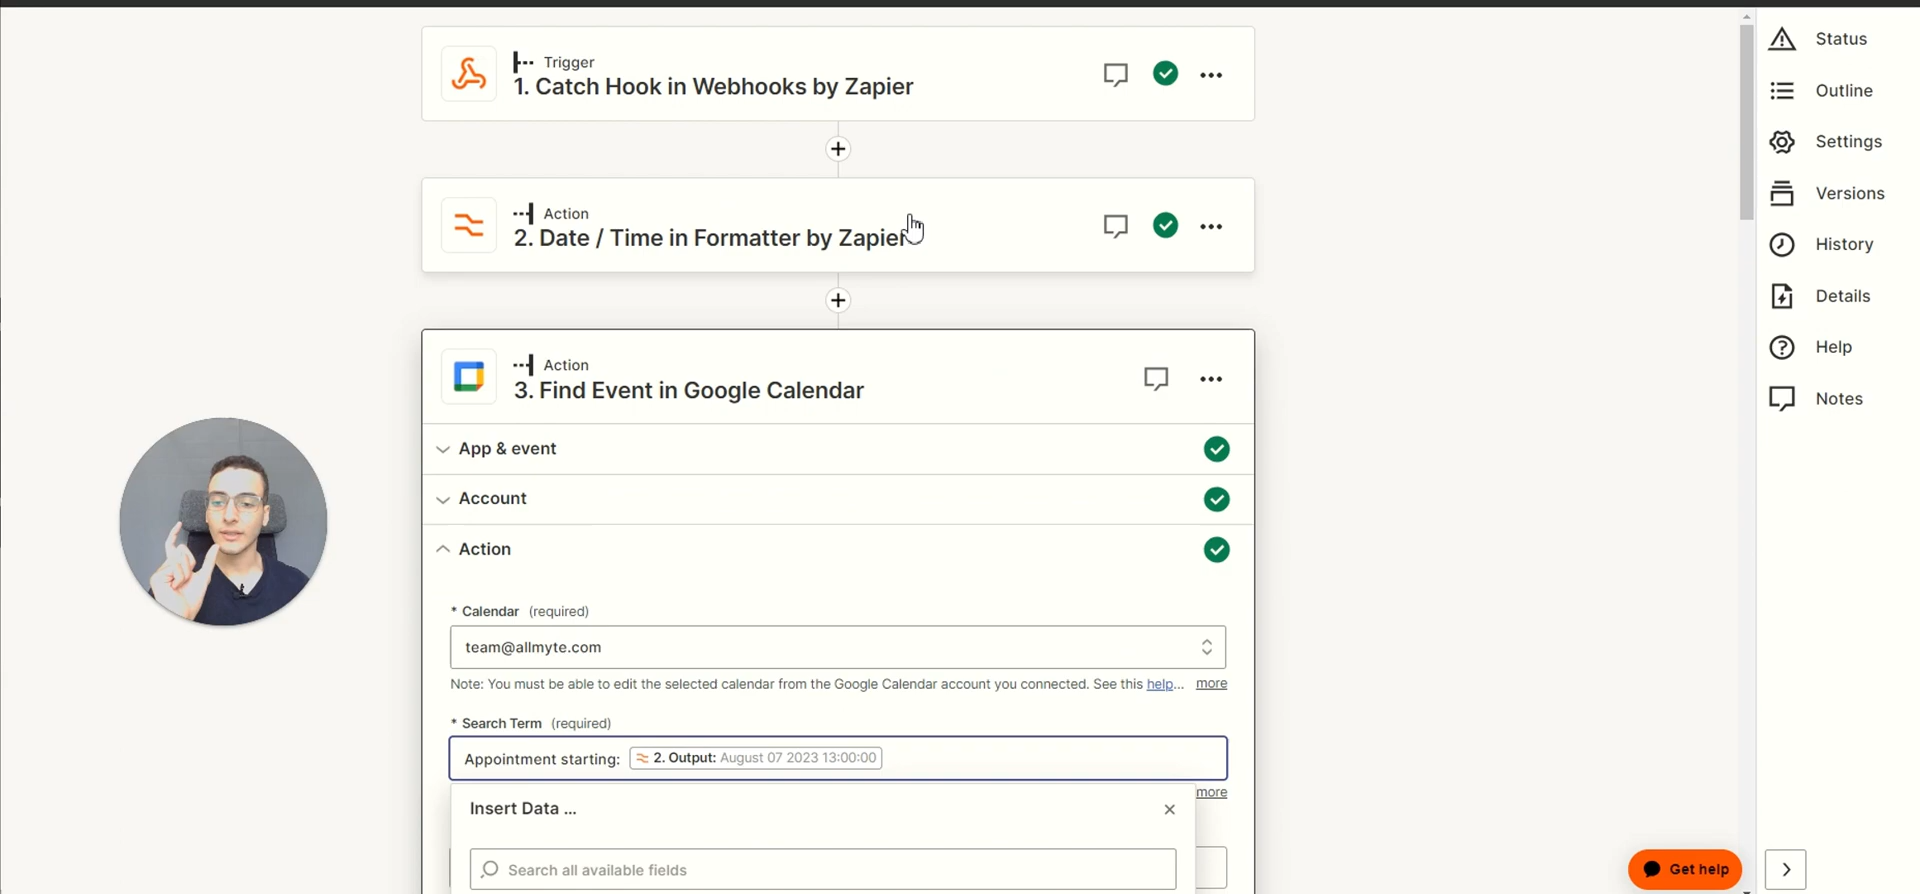 Trigger
1. Catch Hook in Webhooks by Zapier
Action
2. Date / Time in Formatter by Zapier
Action
3. Find Event in Google Calendar
App & event
Account
Action
* Calendar (required)
team@allmyte.com
Note: You must be able to edit the selected calendar from the Google Calendar account you connected. See this help... more
* Search Term (required)
Appointment starting: 2. Output: August 07 2023 13:00:00
more
Insert Data ...
Search all available fields
Status
Outline
Settings
Versions
History
Details
Help
Notes
Get help